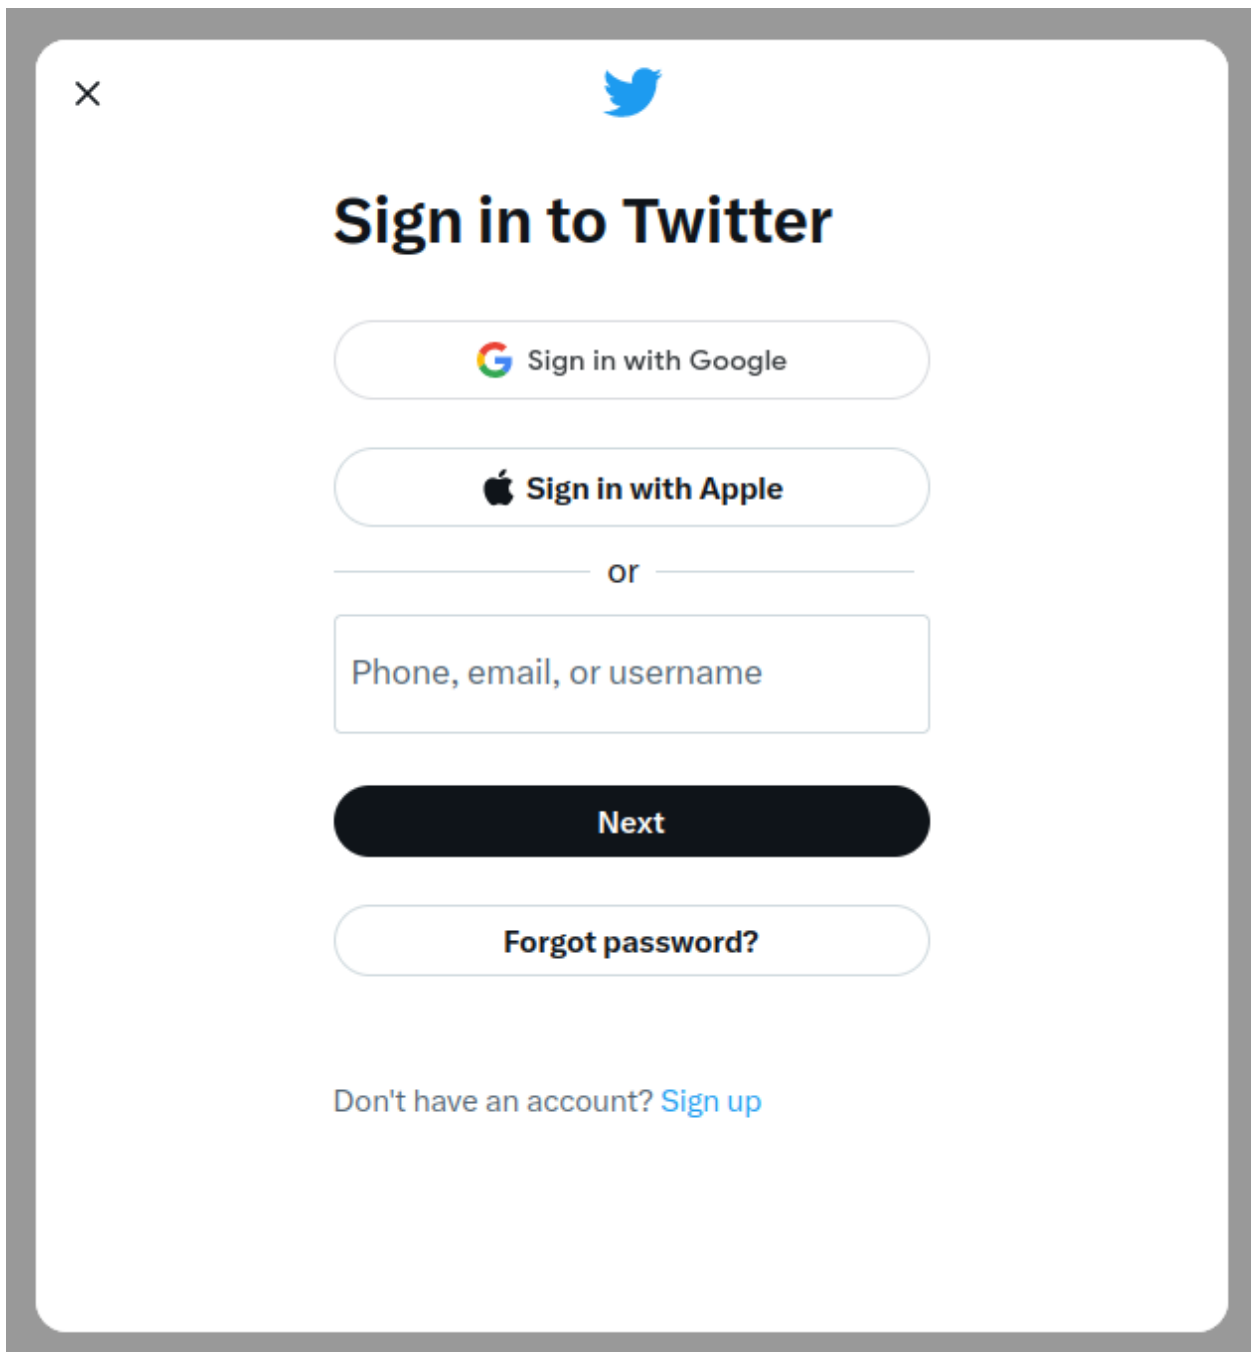 Sign in to Twitter
Sign in with Google
Sign in with Apple
or
Phone, email, or username
Next
Forgot password?
Don't have an account? Sign up